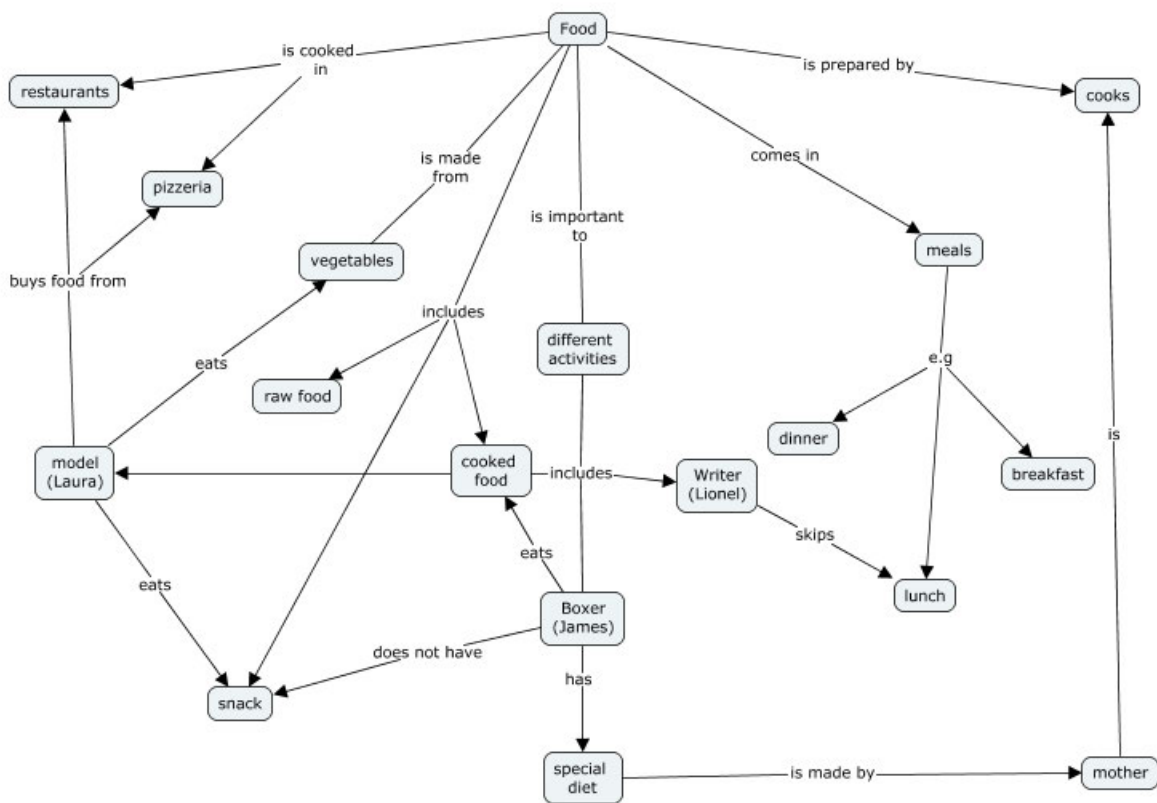 Food
is cooked
in
is prepared by
restaurants
cooks
is made
from
comes in
pizzeria
is important
to
vegetables
meals
buys food from
includes
different
activities
eats
e.g
raw food
dinner
is
model
(Laura)
cooked
food
includes
Writer
(Lionel)
breakfast
skips
eats
eats
lunch
Boxer
(James)
does not have
has
snack
special
diet
is made by
mother